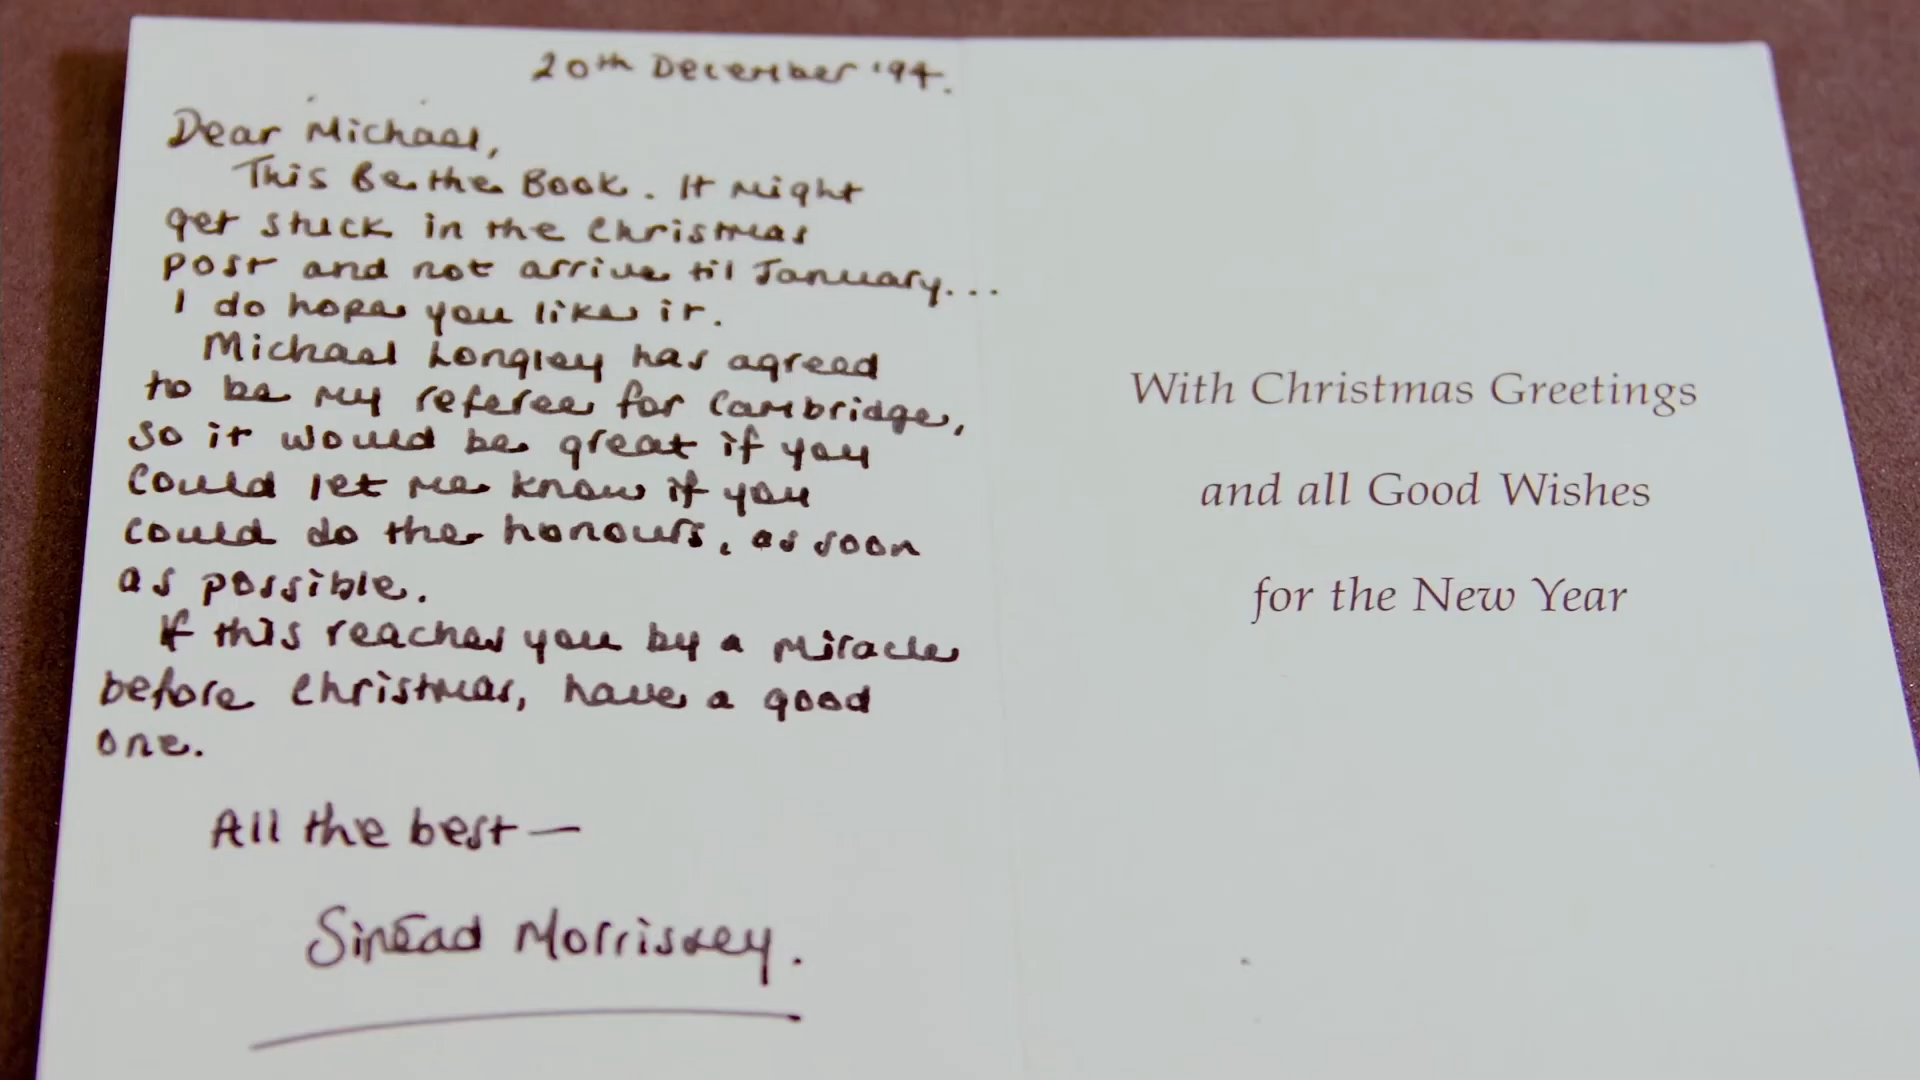 20th December '94.
Dear Michael,
This Be the Book. It might
get stuck in the Christmas
post and not arrive til January...
I do hope you like it.
Michael Longley has agreed
to be my referee for Cambridge,
so it would be great if you
could let me know if you
could do the honours, as soon
as possible.
If this reaches you by a miracle
before Christmas, have a good
one.
All the best—
Sinéad Morrissey.
With Christmas Greetings
and all Good Wishes
for the New Year